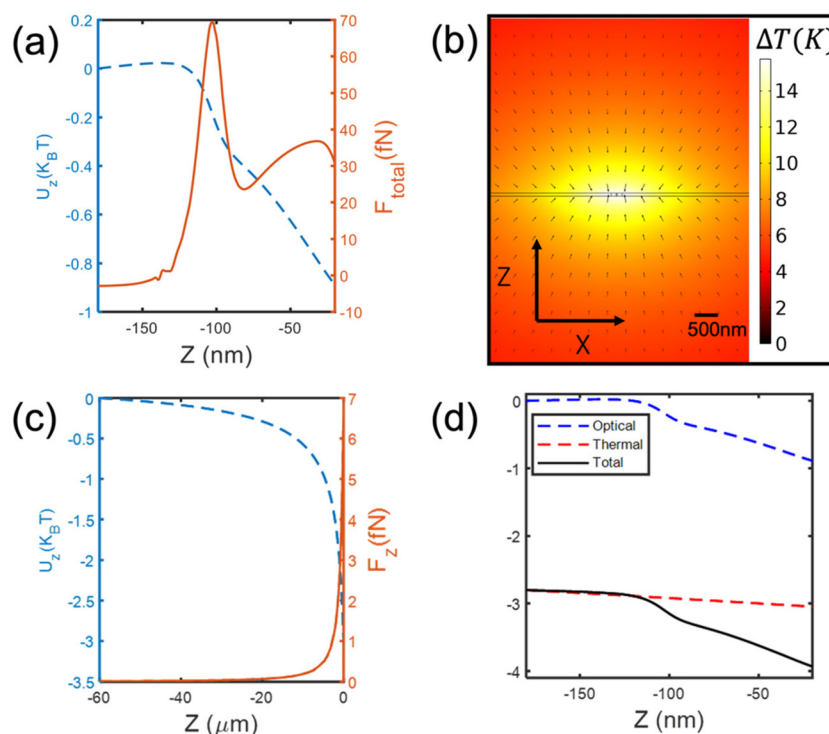 (a)
0.2
0
-0.2
-0.4
-0.6
-0.8
-1
U_z(K_BT)
70
60
50
40
30
20
10
0
-10
F_total(fN)
-150 -100 -50
Z (nm)
(b)
Z
X
500nm
ΔT(K)
14
12
10
8
6
4
2
0
(c)
0
-0.5
-1
-1.5
-2
-2.5
-3
-3.5
U_z(K_BT)
7
6
5
4
3
2
1
0
F_z(fN)
-60 -40 -20 0
Z (μm)
(d)
0
-1
-2
-3
-4
Optical
Thermal
Total
-150 -100 -50
Z (nm)